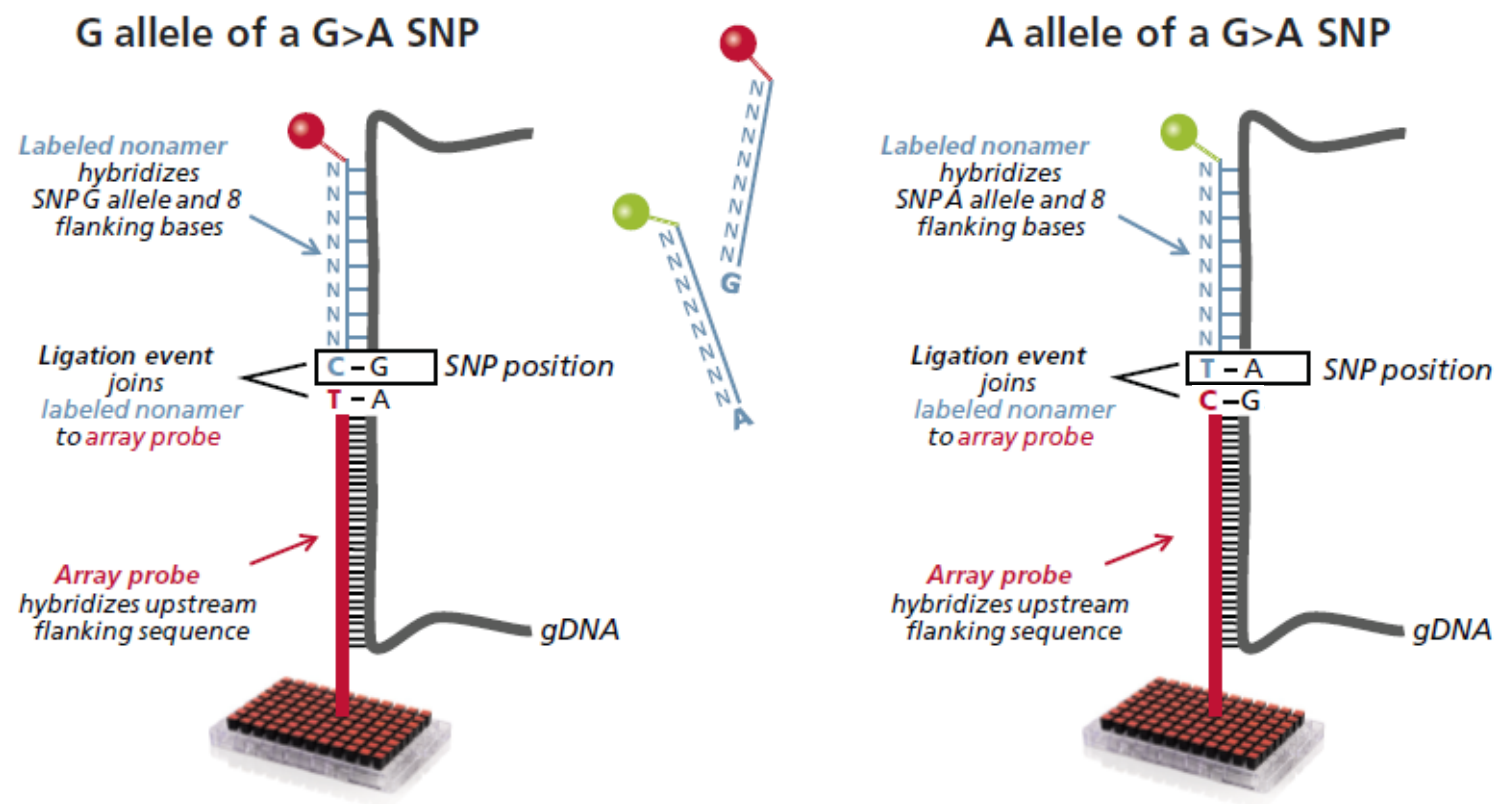 G allele of a G>A SNP
Labeled nonamer
hybridizes
SNP G allele and 8
flanking bases
N
N
N
N
N
N
N
N
C – G
SNP position
T – A
Ligation event
joins
labeled nonamer
to array probe
Array probe
hybridizes upstream
flanking sequence
gDNA
N
N
N
N
N
N
N
N
G
N
N
N
N
N
N
N
N
A
A allele of a G>A SNP
Labeled nonamer
hybridizes
SNP A allele and 8
flanking bases
N
N
N
N
N
N
N
N
T – A
SNP position
C – G
Ligation event
joins
labeled nonamer
to array probe
Array probe
hybridizes upstream
flanking sequence
gDNA